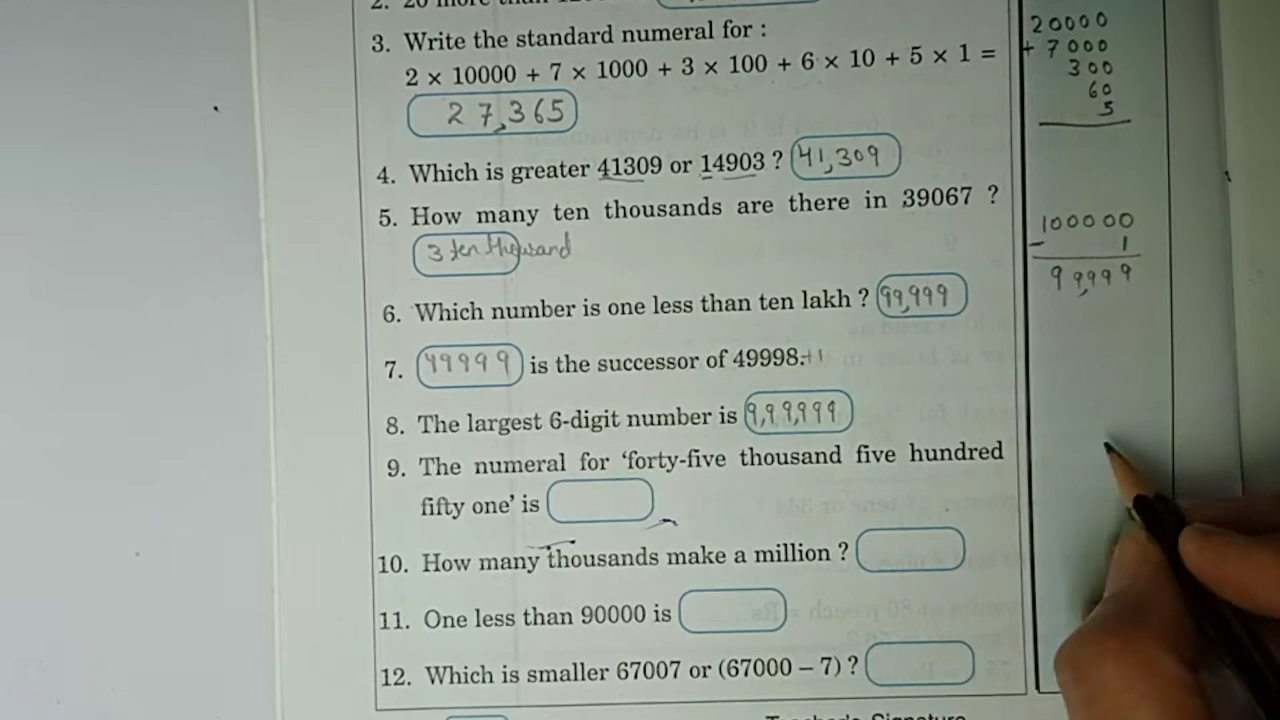 3. Write the standard numeral for :
2 × 10000 + 7 × 1000 + 3 × 100 + 6 × 10 + 5 × 1 =
27,365
4. Which is greater 41309 or 14903 ? 41,309
5. How many ten thousands are there in 39067 ?
3 ten thousand
6. Which number is one less than ten lakh ? 99,999
7. 49999 is the successor of 49998.+1
8. The largest 6-digit number is 9,99,999
9. The numeral for 'forty-five thousand five hundred
fifty one' is
10. How many thousands make a million ?
11. One less than 90000 is
12. Which is smaller 67007 or (67000 – 7) ?
20000
+ 7000
300
60
5
100000
– 1
99,999